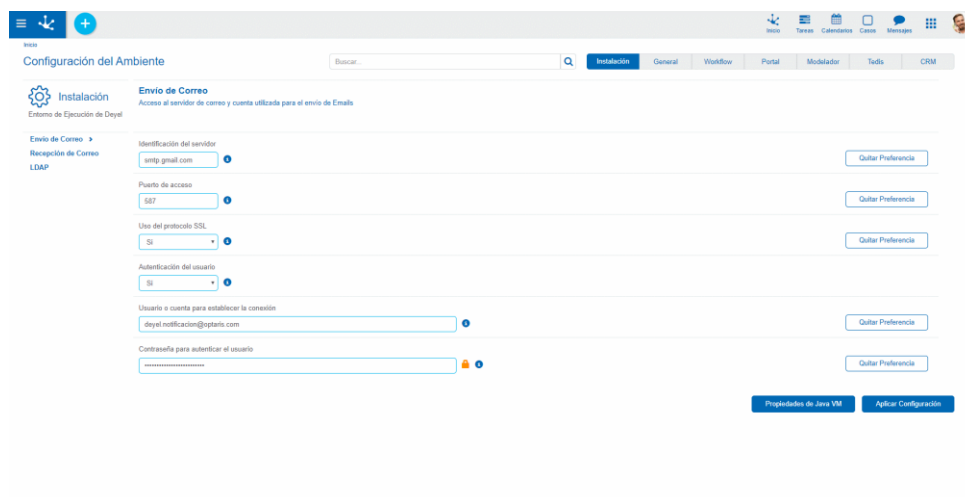 Inicio
Tareas
Calendarios
Casos
Mensajes
Inicio
Configuración del Ambiente
Buscar...
Instalación
General
Workflow
Portal
Modelador
Tedis
CRM
Instalación
Entorno de Ejecución de Deyel
Envío de Correo
Acceso al servidor de correo y cuenta utilizada para el envío de Emails
Envío de Correo
Recepción de Correo
LDAP
Identificación del servidor
smtp.gmail.com
Quitar Preferencia
Puerto de acceso
587
Quitar Preferencia
Uso del protocolo SSL
Si
Quitar Preferencia
Autenticación del usuario
Si
Usuario o cuenta para establecer la conexión
deyel.notificacion@optaris.com
Quitar Preferencia
Contraseña para autenticar el usuario
Quitar Preferencia
Propiedades de Java VM
Aplicar Configuración